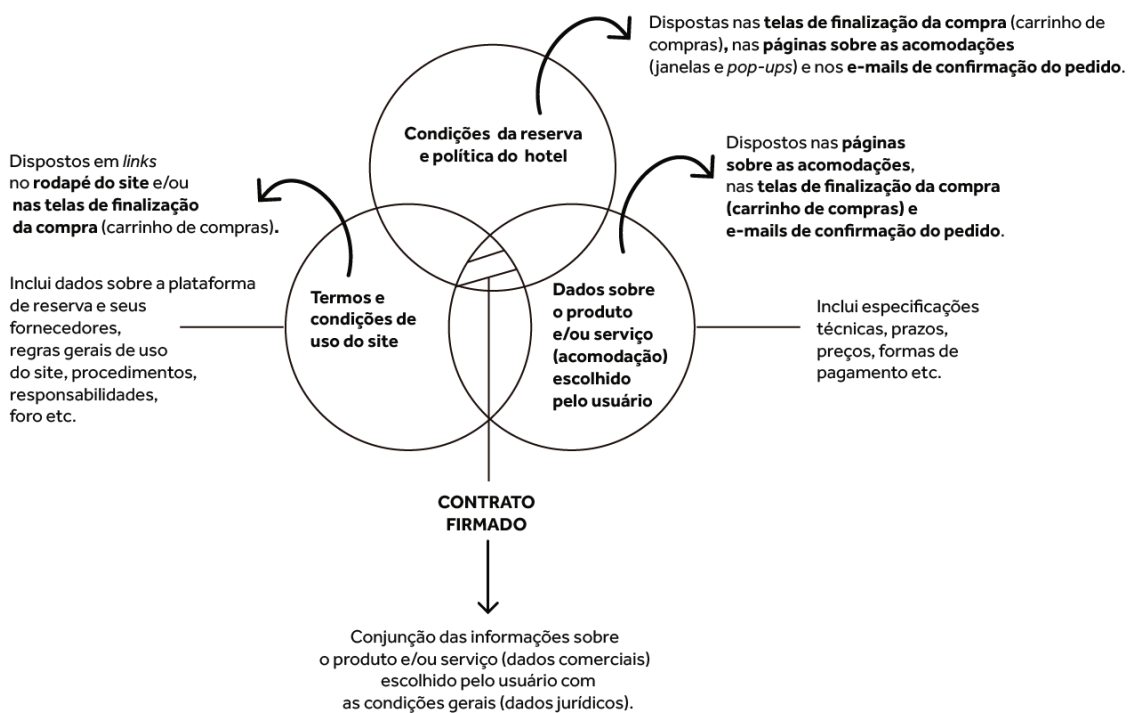 Dispostas nas telas de finalização da compra (carrinho de
compras), nas páginas sobre as acomodações
(janelas e pop-ups) e nos e-mails de confirmação do pedido.
Condições da reserva
e política do hotel
Dispostos nas páginas
sobre as acomodações,
nas telas de finalização da compra
(carrinho de compras) e
e-mails de confirmação do pedido.
Dispostos em links
no rodapé do site e/ou
nas telas de finalização
da compra (carrinho de compras).
Inclui dados sobre a plataforma
de reserva e seus
fornecedores,
regras gerais de uso
do site, procedimentos,
responsabilidades,
foro etc.
Termos e
condições de
uso do site
Dados sobre
o produto
e/ou serviço
(acomodação)
escolhido
pelo usuário
Inclui especificações
técnicas, prazos,
preços, formas de
pagamento etc.
CONTRATO
FIRMADO
Conjunção das informações sobre
o produto e/ou serviço (dados comerciais)
escolhido pelo usuário com
as condições gerais (dados jurídicos).